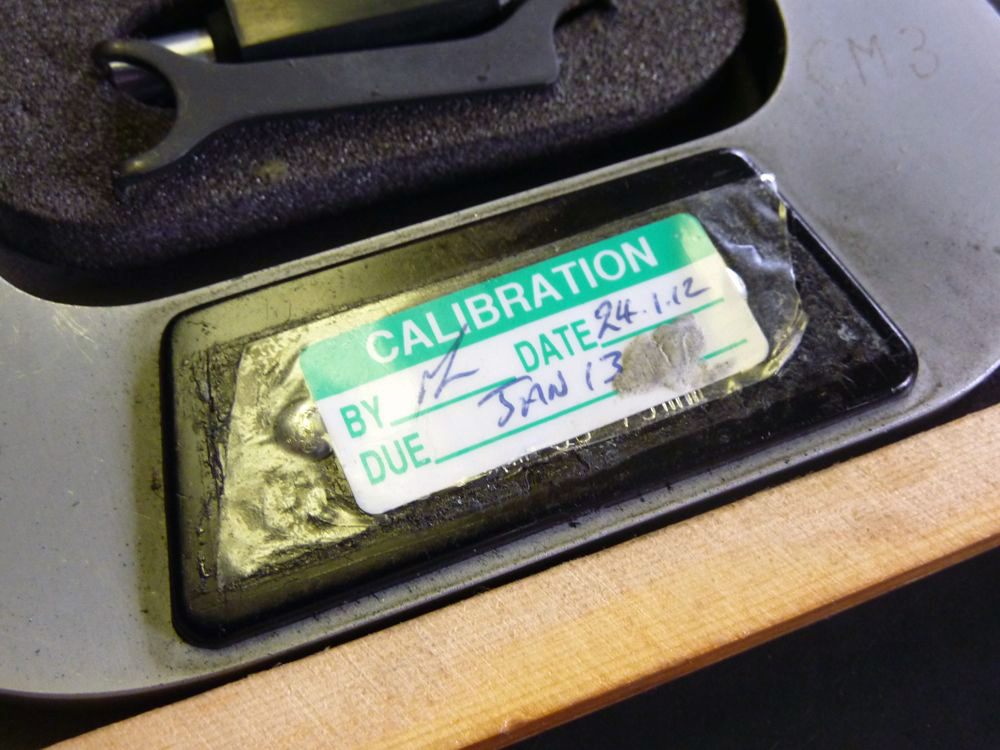 CM3
CALIBRATION
BY DATE 24.1.12
DUE JAN 13